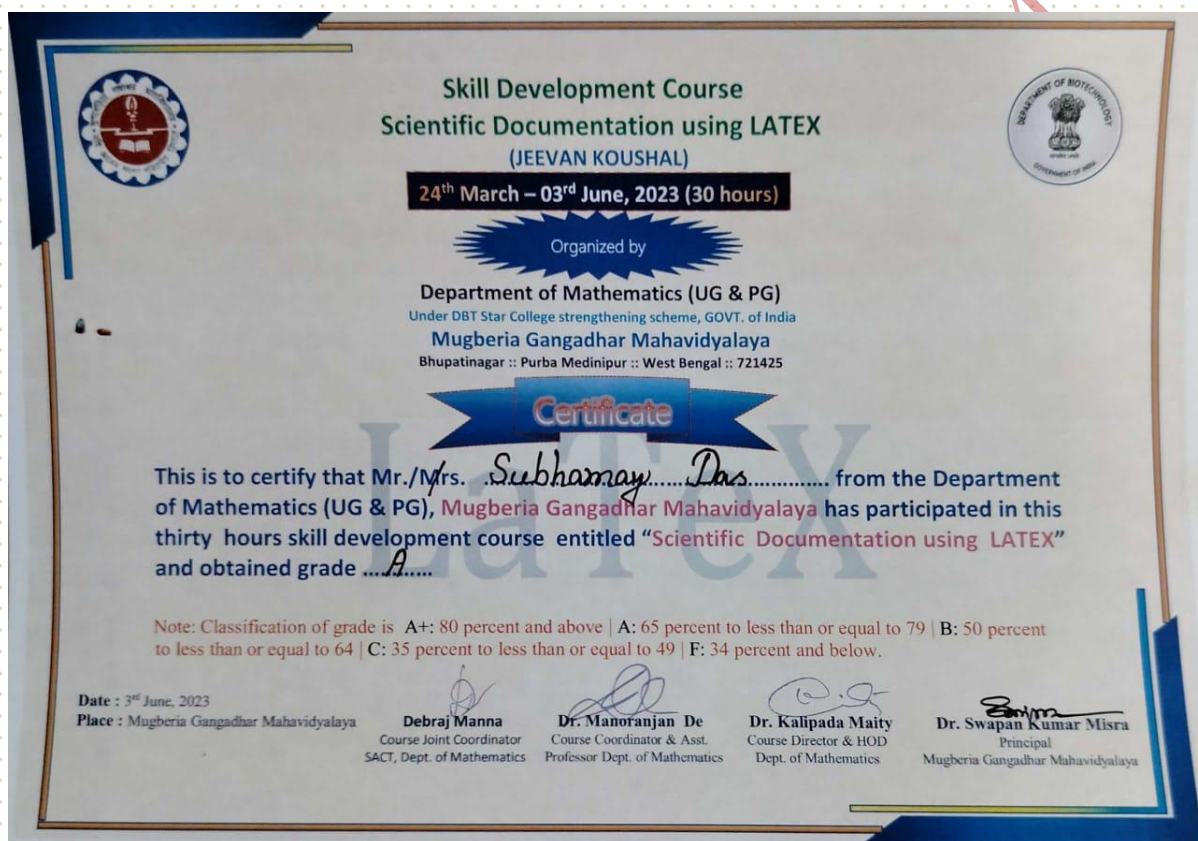 Skill Development Course
Scientific Documentation using LATEX
(JEEVAN KOUSHAL)
24th March – 03rd June, 2023 (30 hours)
Organized by
Department of Mathematics (UG & PG)
Under DBT Star College strengthening scheme, GOVT. of India
Mugberia Gangadhar Mahavidyalaya
Bhupatinagar :: Purba Medinipur :: West Bengal :: 721425
Certificate
LaTeX
This is to certify that Mr./Mrs. .Subhamay......Das.............. from the Department
of Mathematics (UG & PG), Mugberia Gangadhar Mahavidyalaya has participated in this
thirty hours skill development course entitled “Scientific Documentation using LATEX”
and obtained grade .....A......
Note: Classification of grade is A+: 80 percent and above | A: 65 percent to less than or equal to 79 | B: 50 percent
to less than or equal to 64 | C: 35 percent to less than or equal to 49 | F: 34 percent and below.
Date : 3rd June, 2023
Place : Mugberia Gangadhar Mahavidyalaya
Debraj Manna
Course Joint Coordinator
SACT, Dept. of Mathematics
Dr. Manoranjan De
Course Coordinator & Asst.
Professor Dept. of Mathematics
Dr. Kalipada Maity
Course Director & HOD
Dept. of Mathematics
Dr. Swapan Kumar Misra
Principal
Mugberia Gangadhar Mahavidyalaya
DEPARTMENT OF BIOTECHNOLOGY
GOVERNMENT OF INDIA